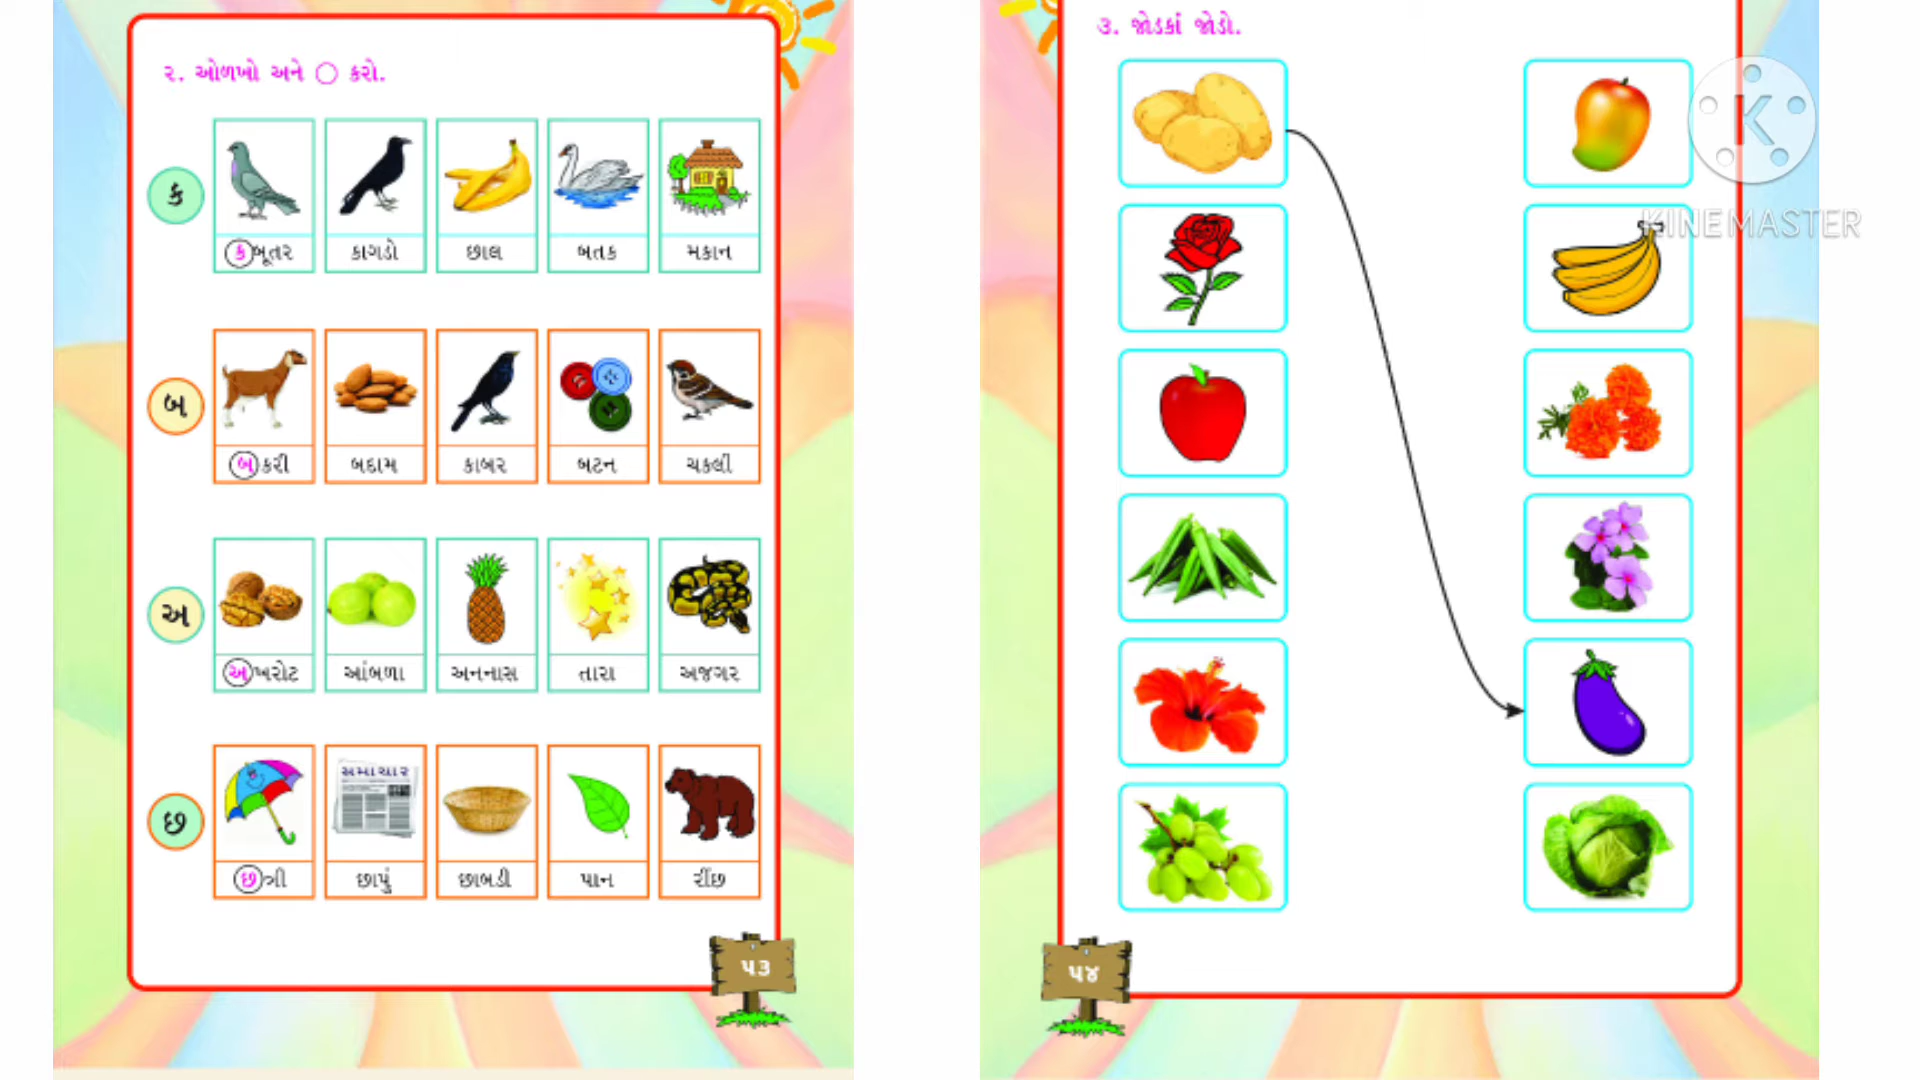 ૨. ઓળખો અને ○ કરો.
ક
કબૂતર કાગડો છાલ બતક મકાન
બ
બકરી બદામ કાબર બટન ચકલી
અ
અખરોટ આંબળા અનનાસ તારા અજગર
છ
સમાચાર
છત્રી છાપું છાબડી પાન રીંછ
૫૩
૩. જોડકાં જોડો.
K
KINEMASTER
૫૪